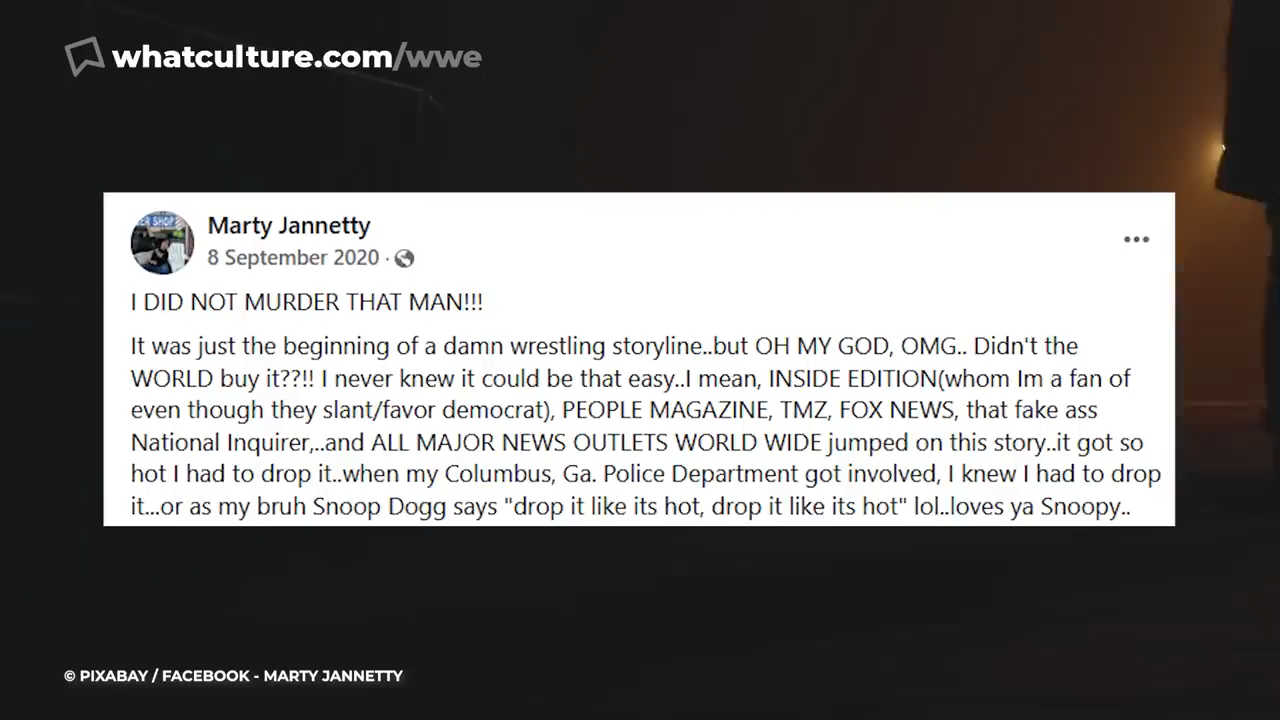 whatculture.com/wwe
Marty Jannetty
8 September 2020 ·
I DID NOT MURDER THAT MAN!!!
It was just the beginning of a damn wrestling storyline..but OH MY GOD, OMG.. Didn't the
WORLD buy it??!! I never knew it could be that easy..I mean, INSIDE EDITION(whom Im a fan of
even though they slant/favor democrat), PEOPLE MAGAZINE, TMZ, FOX NEWS, that fake ass
National Inquirer,..and ALL MAJOR NEWS OUTLETS WORLD WIDE jumped on this story..it got so
hot I had to drop it..when my Columbus, Ga. Police Department got involved, I knew I had to drop
it...or as my bruh Snoop Dogg says "drop it like its hot, drop it like its hot" lol..loves ya Snoopy..
© PIXABAY / FACEBOOK - MARTY JANNETTY